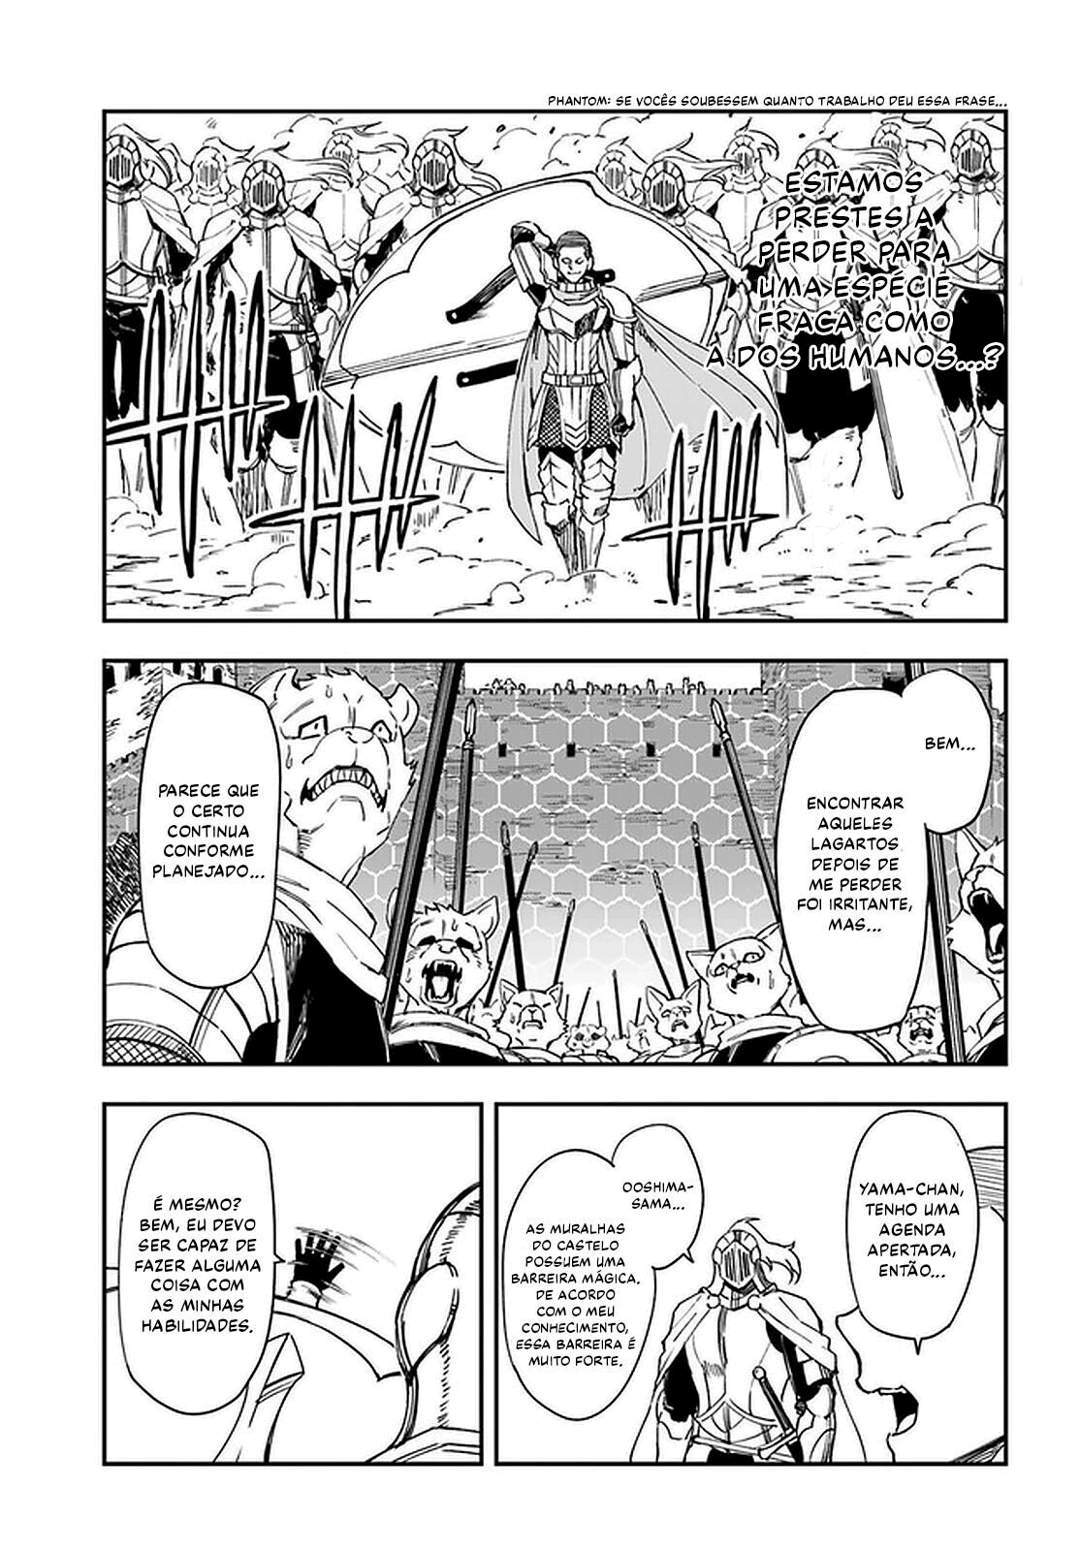 PHANTOM: SE VOCÊS SOUBESSEM QUANTO TRABALHO DEU ESSA FRASE...
ESTAMOS
PRESTES A
PERDER PARA
UMA ESPÉCIE
FRACA COMO
A DOS HUMANOS...?
BEM...
ENCONTRAR
AQUELES
LAGARTOS
DEPOIS DE
ME PERDER
FOI IRRITANTE,
MAS...
PARECE QUE
O CERTO
CONTINUA
CONFORME
PLANEJADO...
YAMA-CHAN,
TENHO UMA
AGENDA
APERTADA,
ENTÃO...
OOSHIMA-
SAMA...
AS MURALHAS
DO CASTELO
POSSUEM UMA
BARREIRA MÁGICA.
DE ACORDO
COM O MEU
CONHECIMENTO,
ESSA BARREIRA É
MUITO FORTE.
É MESMO?
BEM, EU DEVO
SER CAPAZ DE
FAZER ALGUMA
COISA COM
AS MINHAS
HABILIDADES.